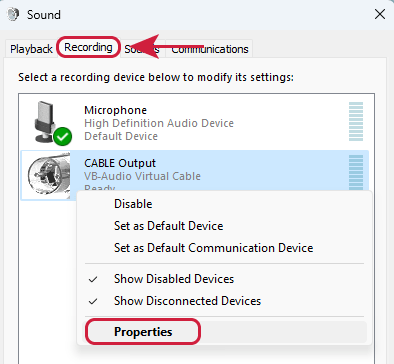 Sound
Playback Recording Communications
Select a recording device below to modify its settings:
Microphone
High Definition Audio Device
Default Device
CABLE Output
VB-Audio Virtual Cable
Ready
Disable
Set as Default Device
Set as Default Communication Device
Show Disabled Devices
Show Disconnected Devices
Properties